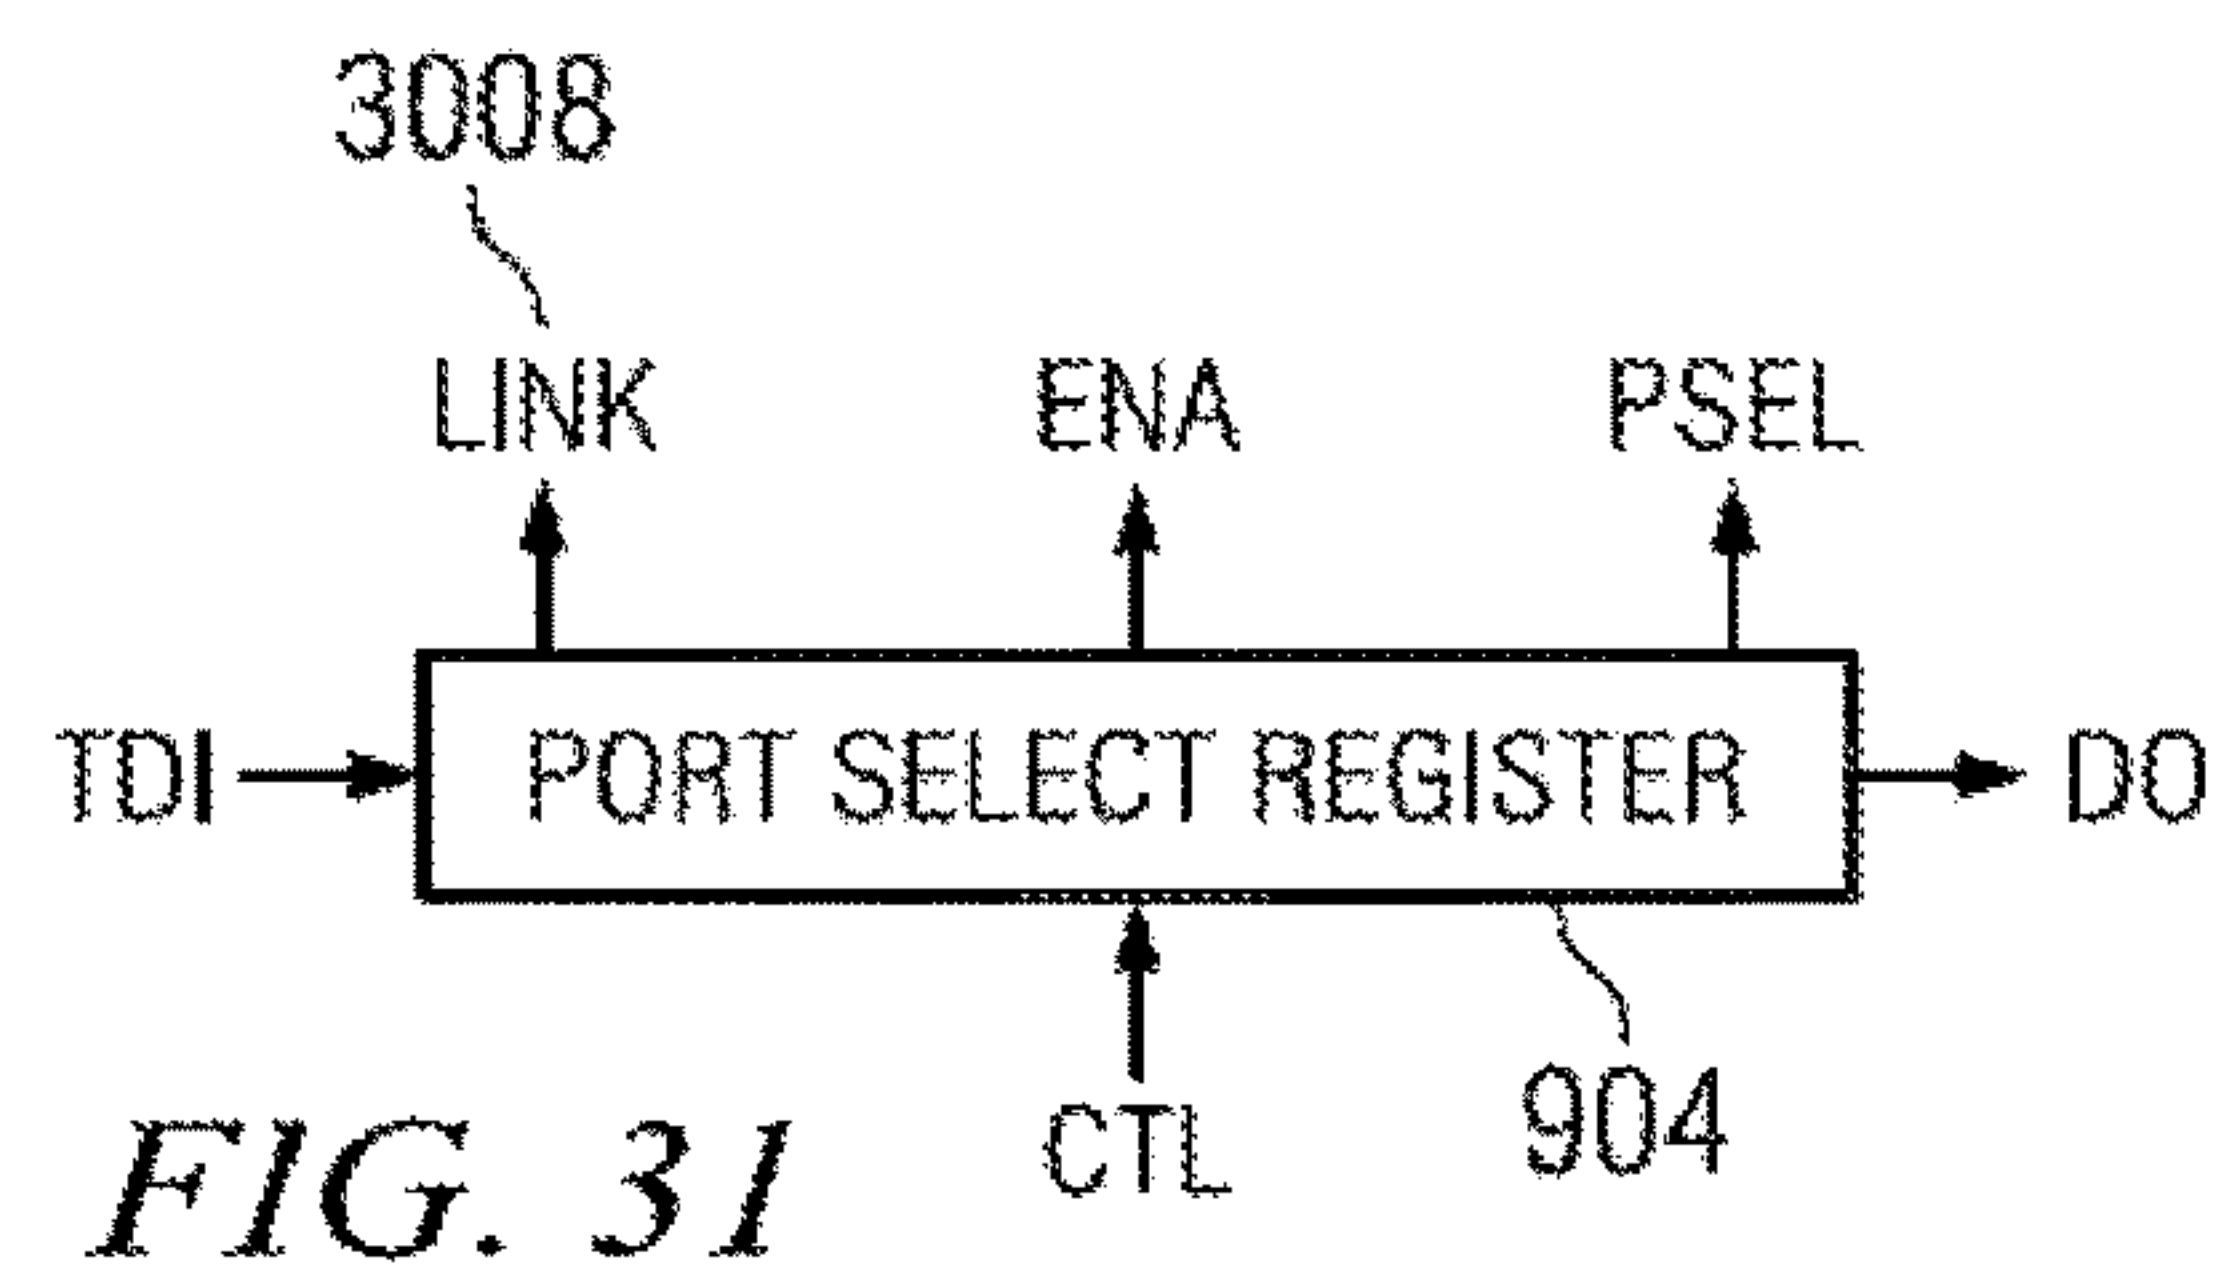 3008
LINK ENA PSEL
TDI PORT SELECT REGISTER DO
CTL 904
FIG. 31